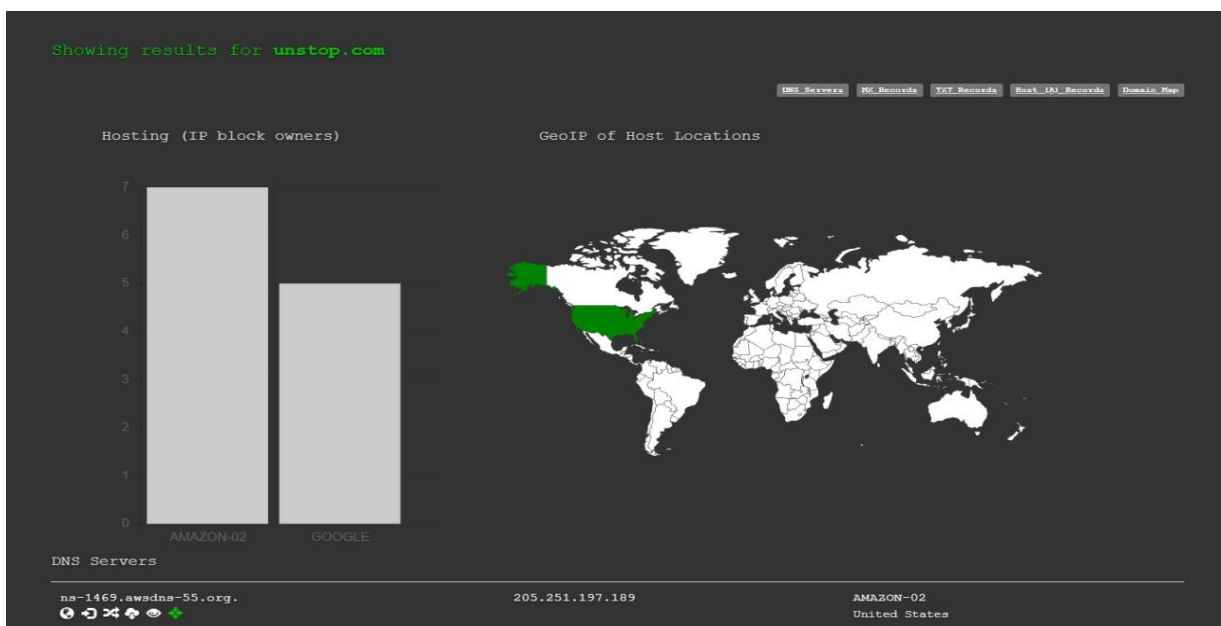 Showing results for unstop.com
DNS Servers MX Records TXT Records Host (A) Records Domain Map
Hosting (IP block owners)
GeoIP of Host Locations
7
6
5
4
3
2
1
0
AMAZON-02 GOOGLE
DNS Servers
ns-1469.awsdns-55.org. 205.251.197.189 AMAZON-02
United States